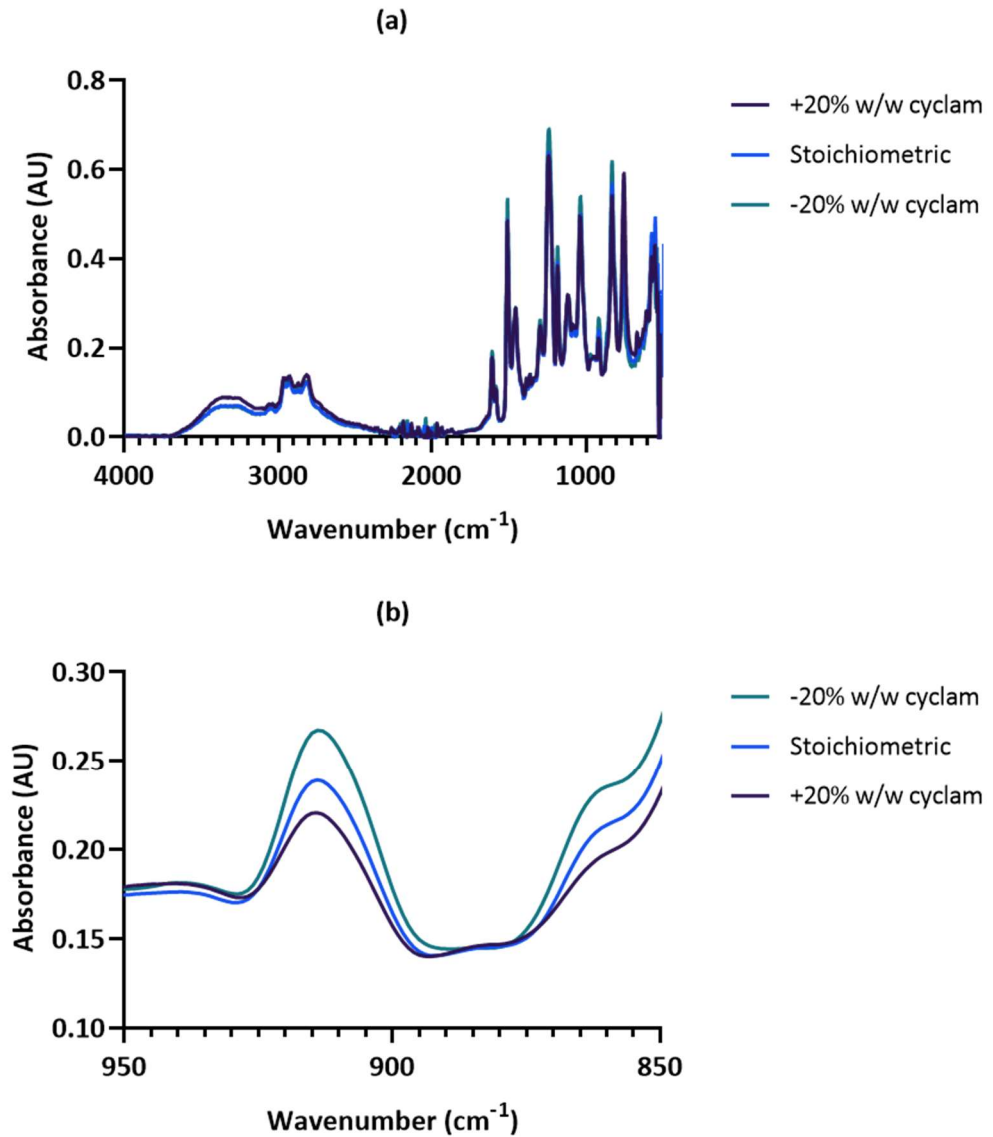 (a)
0.8
0.6
0.4
0.2
0.0
Absorbance (AU)
4000 3000 2000 1000
Wavenumber (cm-1)
+20% w/w cyclam
Stoichiometric
-20% w/w cyclam
(b)
0.30
0.25
0.20
0.15
0.10
Absorbance (AU)
950 900 850
Wavenumber (cm-1)
-20% w/w cyclam
Stoichiometric
+20% w/w cyclam